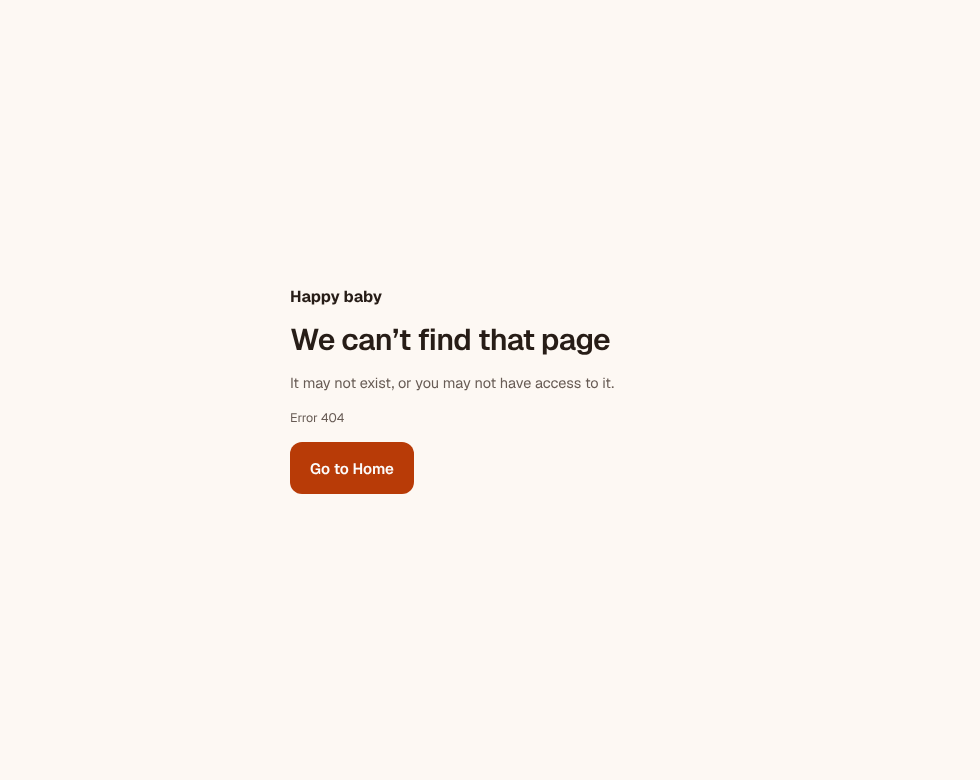 Happy baby
We can’t find that page
It may not exist, or you may not have access to it.
Error 404
Go to Home